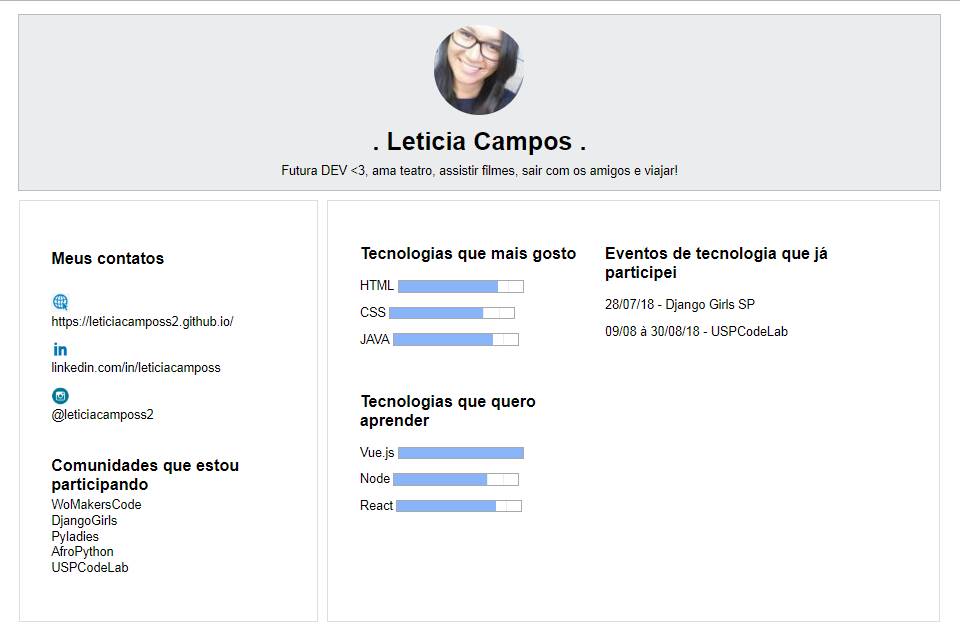 . Leticia Campos .
Futura DEV <3, ama teatro, assistir filmes, sair com os amigos e viajar!
Meus contatos
https://leticiacamposs2.github.io/
in
linkedin.com/in/leticiacamposs
@leticiacamposs2
Comunidades que estou
participando
WoMakersCode
DjangoGirls
Pyladies
AfroPython
USPCodeLab
Tecnologias que mais gosto
HTML
CSS
JAVA
Tecnologias que quero
aprender
Vue.js
Node
React
Eventos de tecnologia que já
participei
28/07/18 - Django Girls SP
09/08 à 30/08/18 - USPCodeLab